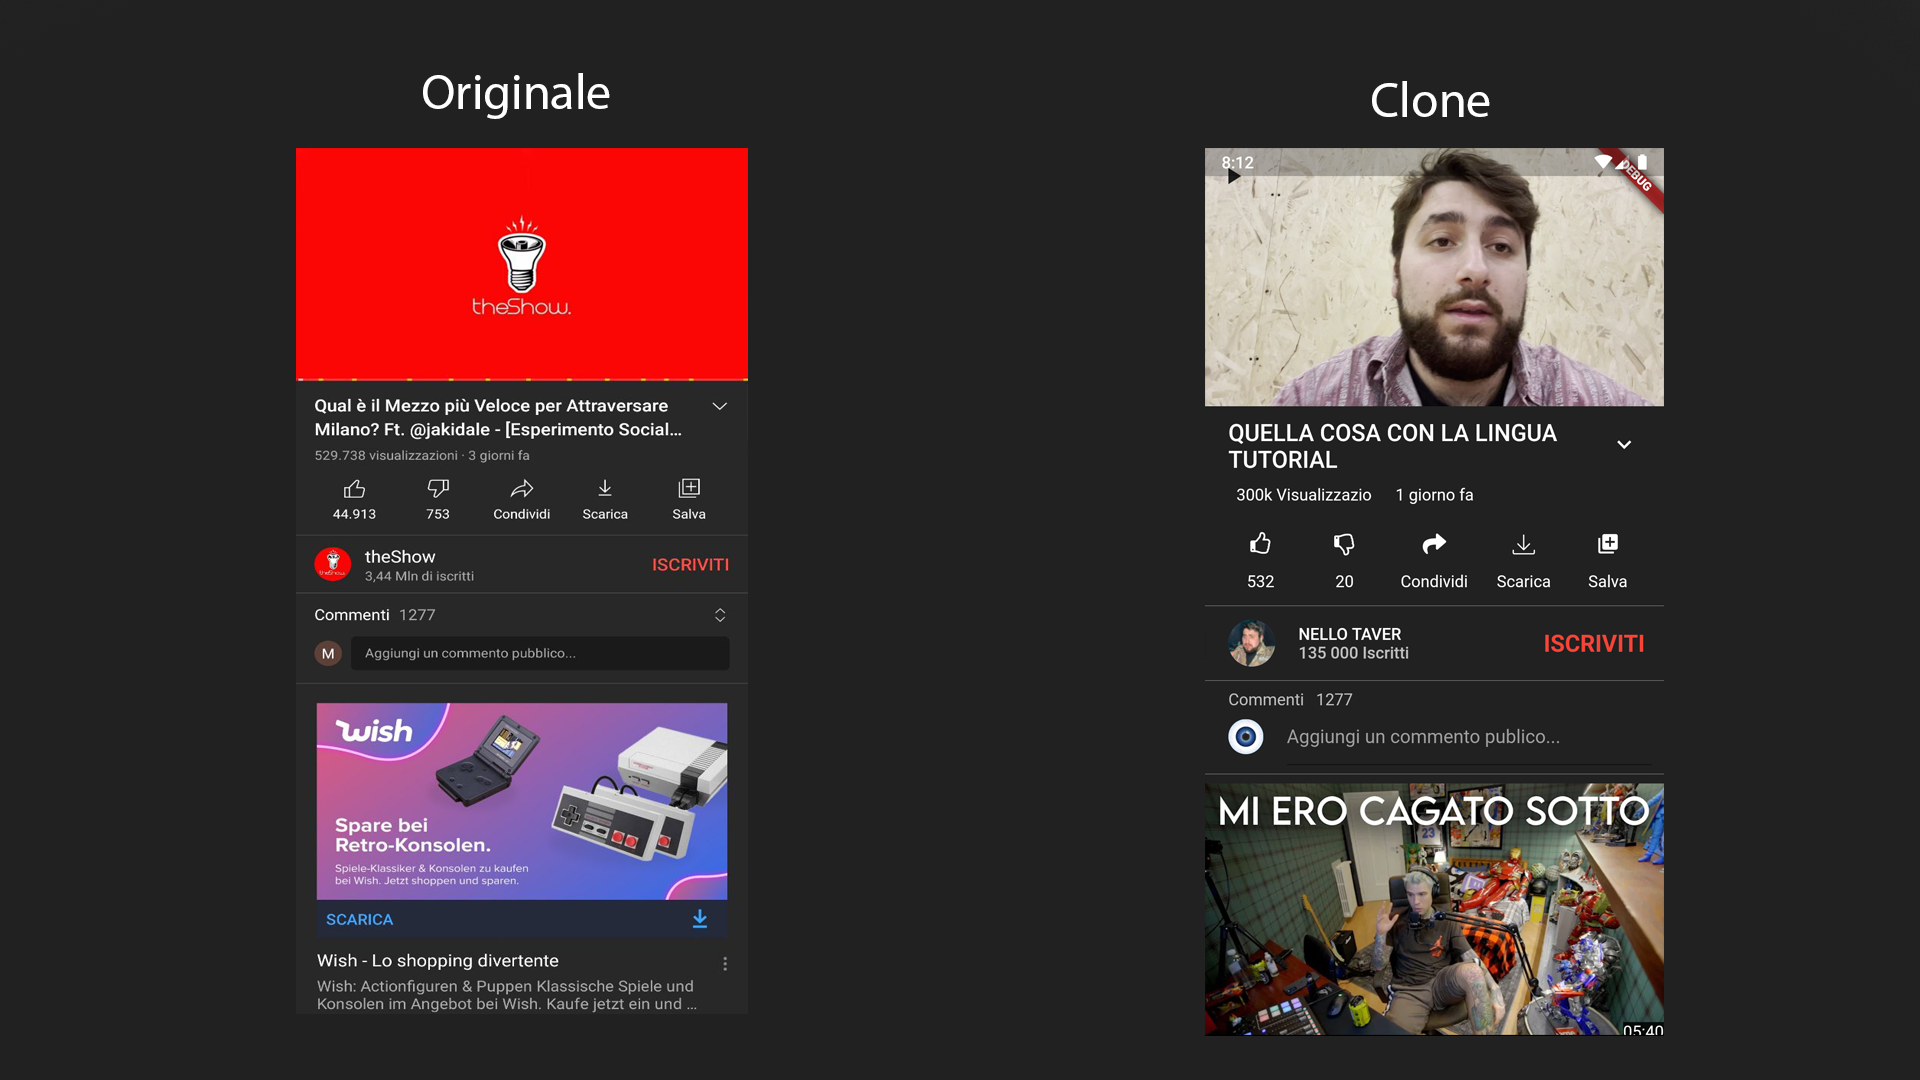 Originale
theShow.
Qual è il Mezzo più Veloce per Attraversare
Milano? Ft. @jakidale - [Esperimento Social...
529.738 visualizzazioni · 3 giorni fa
44.913 753 Condividi Scarica Salva
theShow
3,44 Mln di iscritti
ISCRIVITI
Commenti 1277
M
Aggiungi un commento pubblico...
wish
Spare bei
Retro-Konsolen.
Spiele-Klassiker & Konsolen zu kaufen
bei Wish. Jetzt shoppen und sparen.
SCARICA
Wish - Lo shopping divertente
Wish: Actionfiguren & Puppen Klassische Spiele und
Konsolen im Angebot bei Wish. Kaufe jetzt ein und ...
Clone
8:12
DEBUG
QUELLA COSA CON LA LINGUA
TUTORIAL
300k Visualizzazio 1 giorno fa
532 20 Condividi Scarica Salva
NELLO TAVER
135 000 Iscritti
ISCRIVITI
Commenti 1277
Aggiungi un commento publico...
MI ERO CAGATO SOTTO
05:40